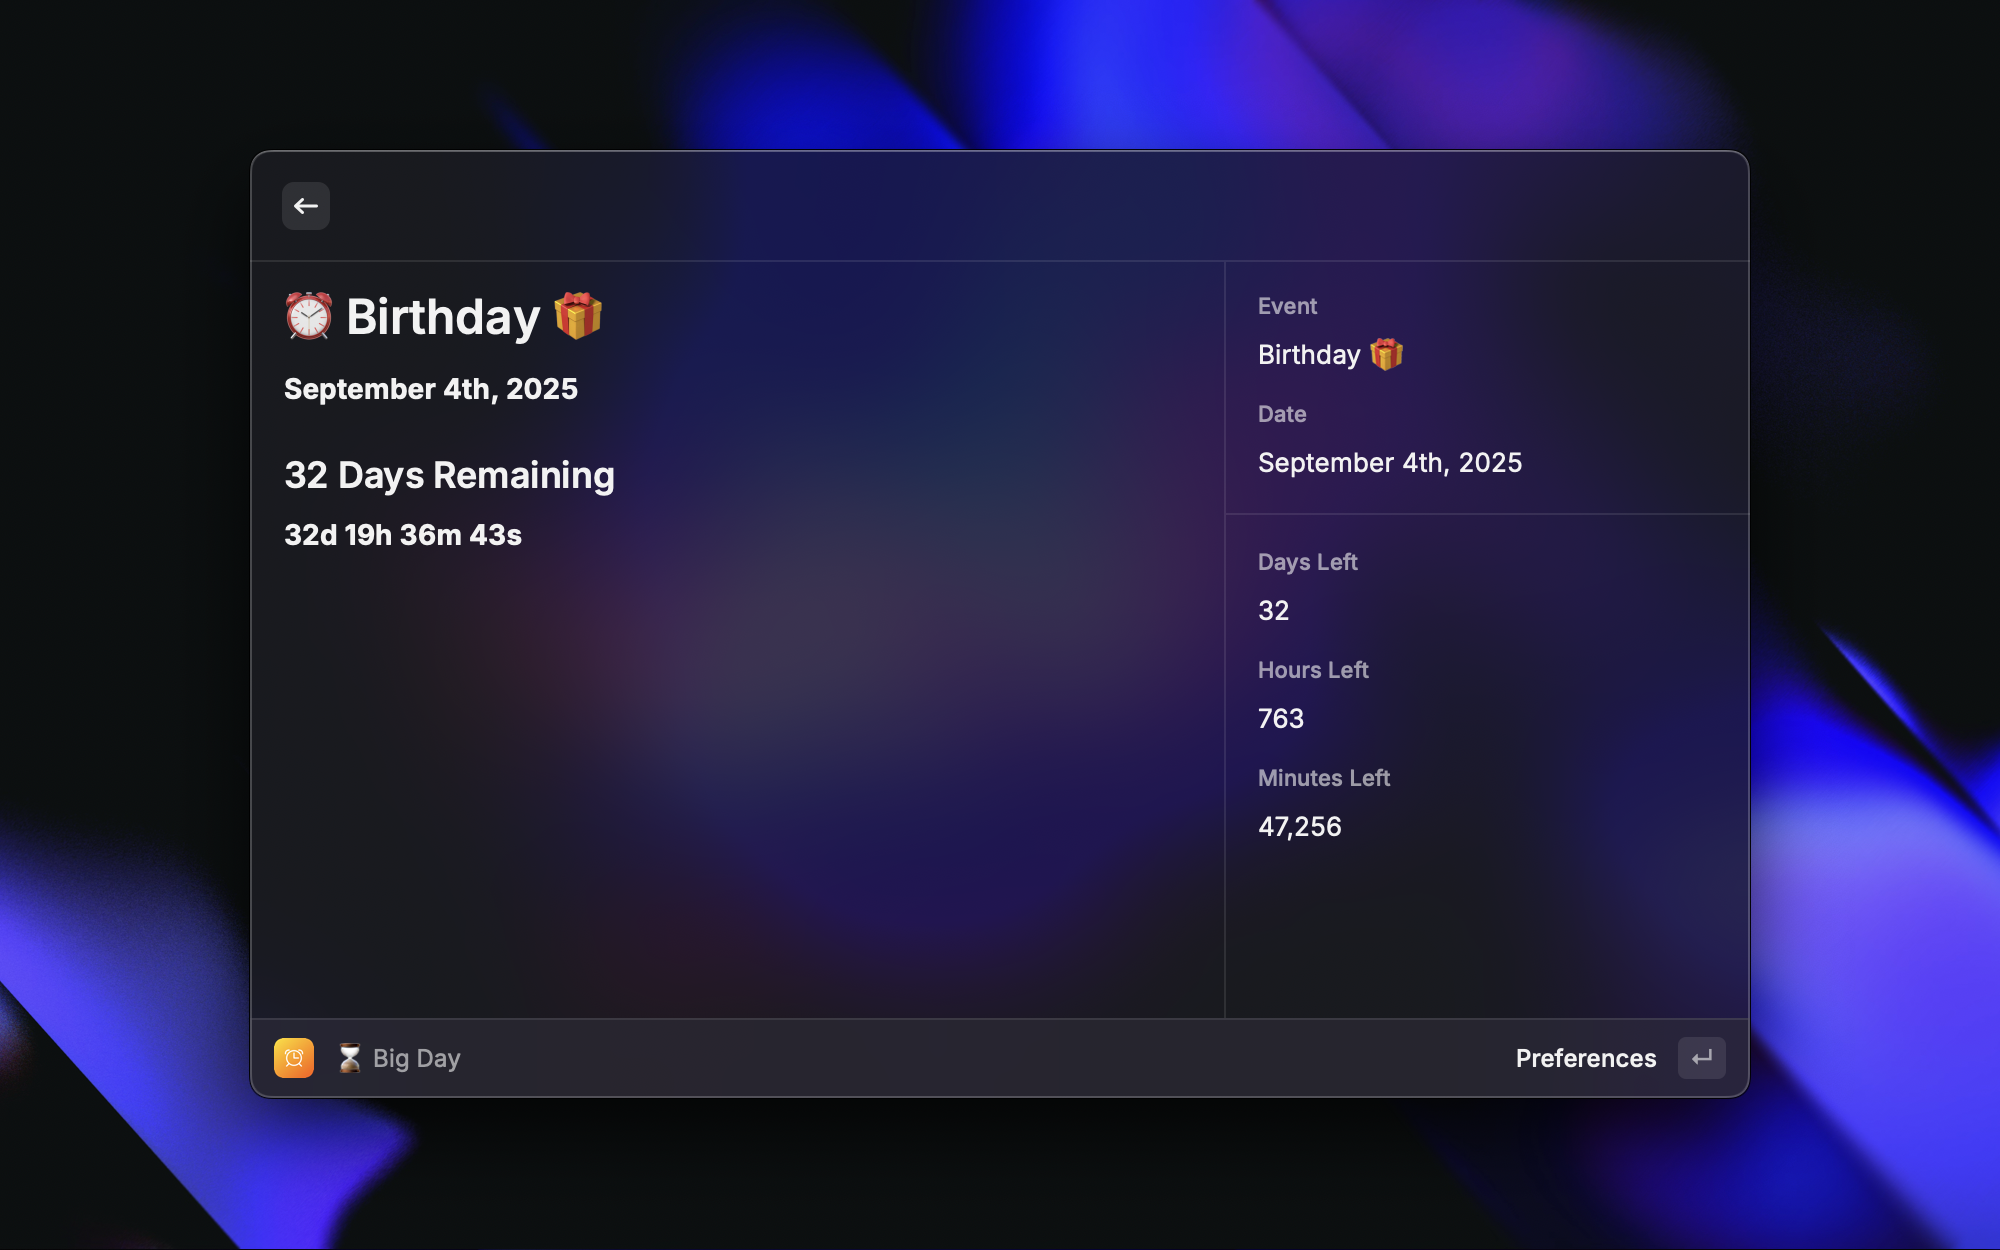 ⏰ Birthday 🎁
September 4th, 2025
32 Days Remaining
32d 19h 36m 43s
Event
Birthday 🎁
Date
September 4th, 2025
Days Left
32
Hours Left
763
Minutes Left
47,256
⏳ Big Day
Preferences